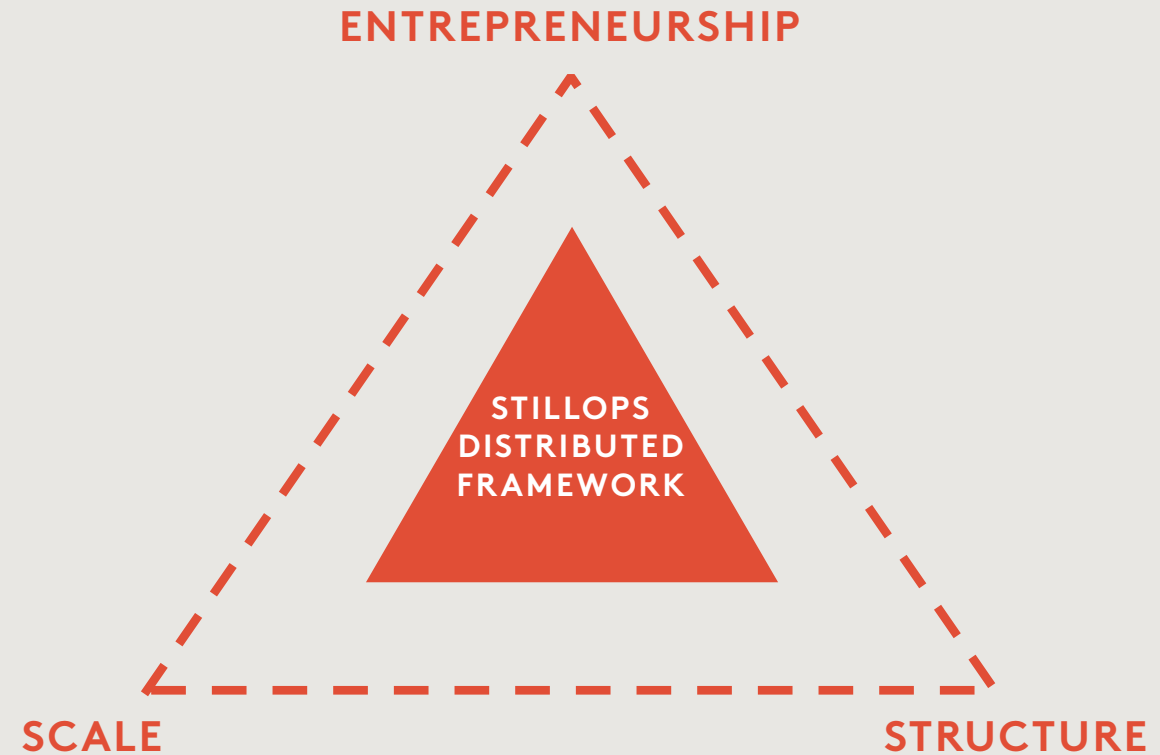 ENTREPRENEURSHIP
STILLOPS
DISTRIBUTED
FRAMEWORK
SCALE
STRUCTURE